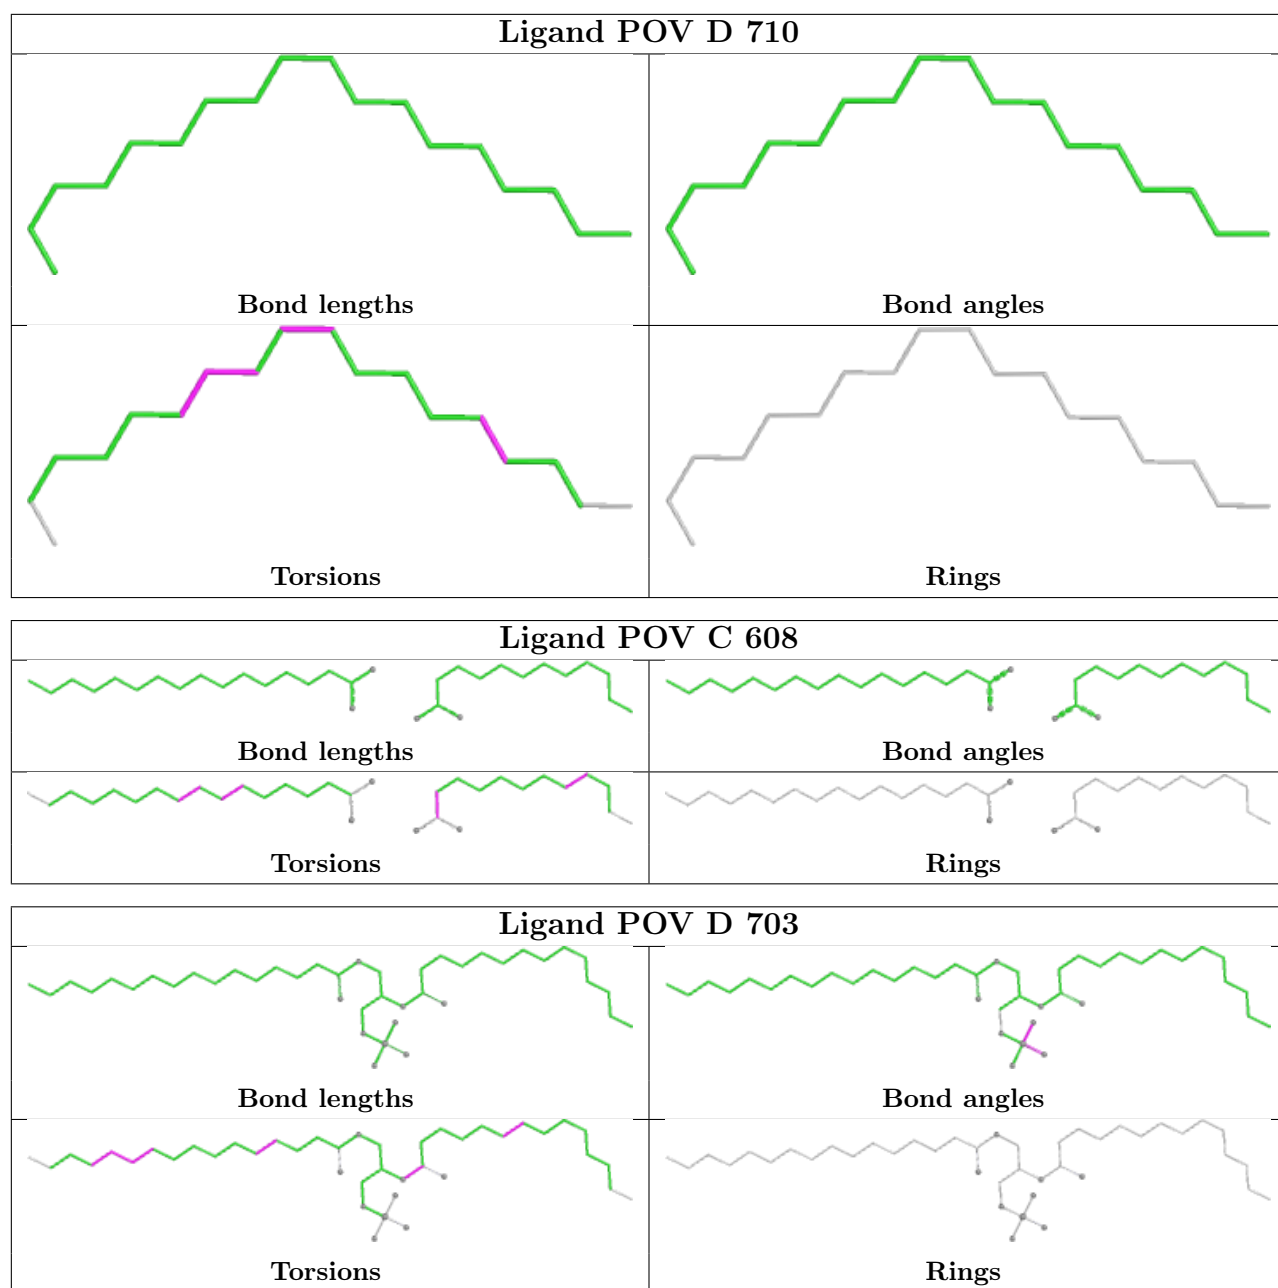 Ligand POV D 710
Bond lengths
Bond angles
Torsions
Rings
Ligand POV C 608
Bond lengths
Bond angles
Torsions
Rings
Ligand POV D 703
Bond lengths
Bond angles
Torsions
Rings